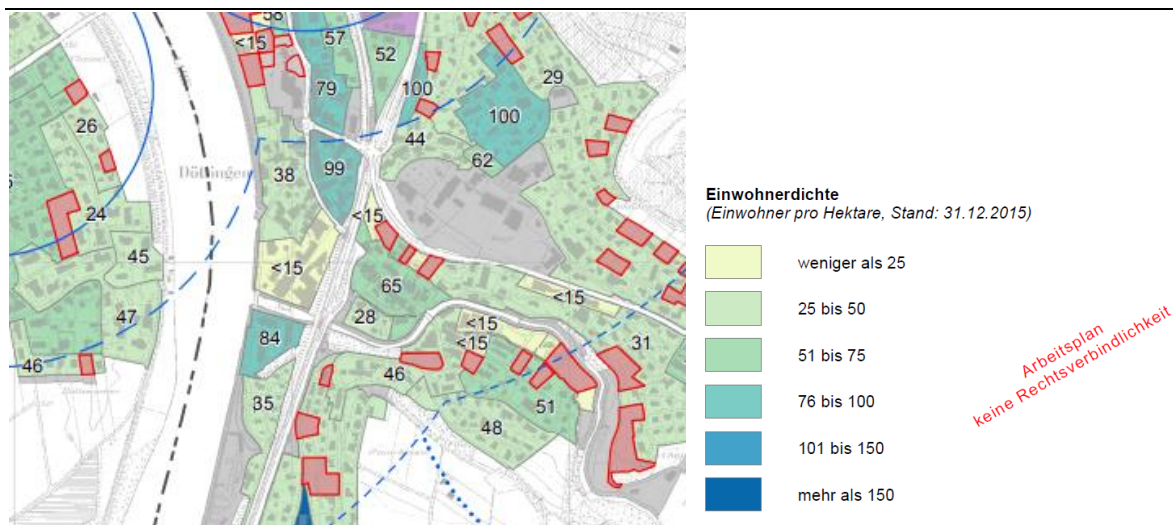 58
<15
57
52
79
100
29
100
26
44
62
99
Döttingen
38
24
<15
45
<15
65
<15
47
28
<15
84
<15
31
46
46
35
51
48
Einwohnerdichte
(Einwohner pro Hektare, Stand: 31.12.2015)
weniger als 25
25 bis 50
51 bis 75
76 bis 100
101 bis 150
mehr als 150
Arbeitsplan
keine Rechtsverbindlichkeit